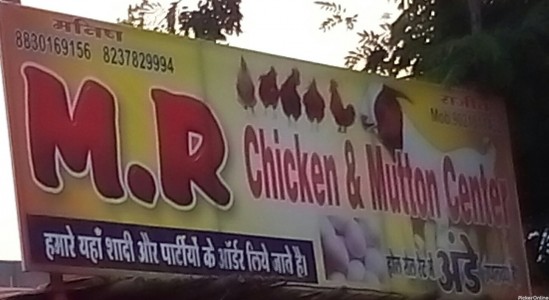 मनिष
8830169156 8237829994
M.R
Chicken & Mutton Center
हमारे यहाँ शादी और पार्टीयों के ऑर्डर लिये जाते है।
होल सेल रेट में अंडे